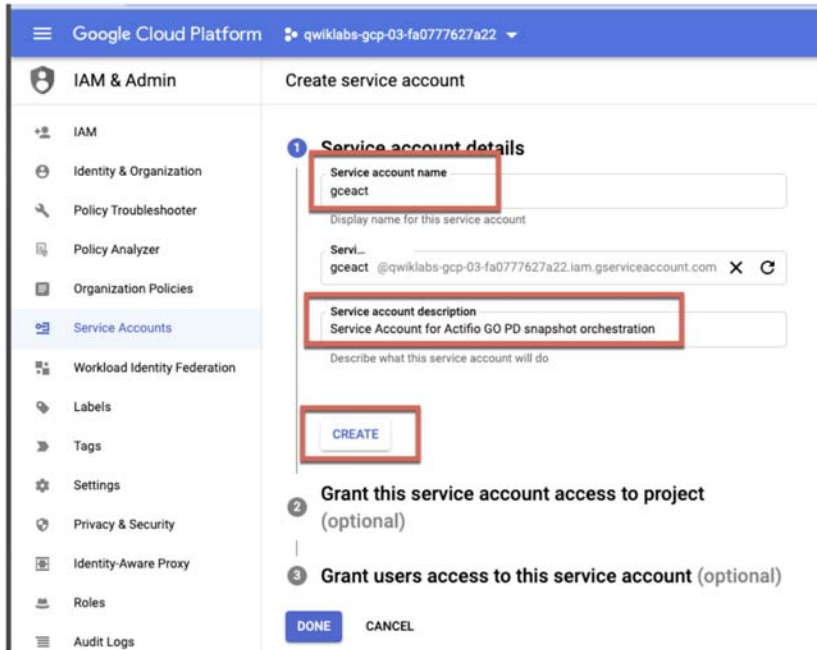 Google Cloud Platform qwiklabs-gcp-03-fa0777627a22
IAM & Admin
Create service account
IAM
Identity & Organization
Policy Troubleshooter
Policy Analyzer
Organization Policies
Service Accounts
Workload Identity Federation
Labels
Tags
Settings
Privacy & Security
Identity-Aware Proxy
Roles
Audit Logs
1 Service account details
Service account name
gceact
Display name for this service account
Servi...
gceact @qwiklabs-gcp-03-fa0777627a22.iam.gserviceaccount.com
Service account description
Service Account for Actifio GO PD snapshot orchestration
Describe what this service account will do
CREATE
2 Grant this service account access to project
(optional)
3 Grant users access to this service account (optional)
DONE CANCEL